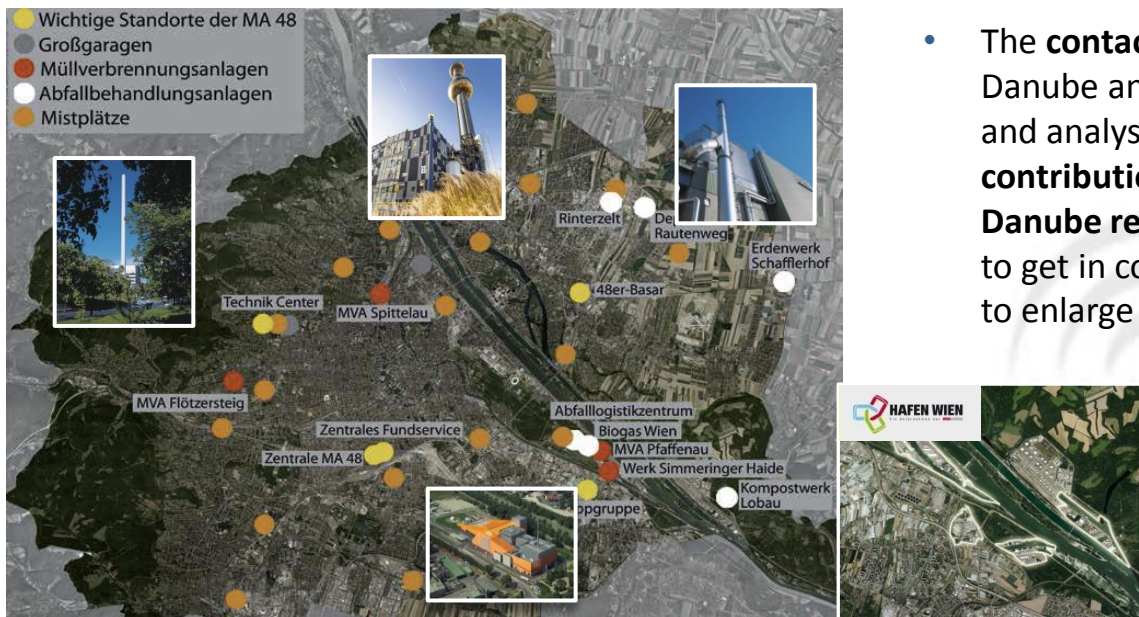 Wichtige Standorte der MA 48
Großgaragen
Müllverbrennungsanlagen
Abfallbehandlungsanlagen
Mistplätze
Rinterzelt
De
Rautenweg
Erdenwerk
Schafflerhof
48er-Basar
Technik Center
MVA Spittelau
MVA Flötzersteig
Abfalllogistikzentrum
Zentrales Fundservice
Biogas Wien
Zentrale MA 48
MVA Pfaffenau
Werk Simmeringer Haide
Kompostwerk
Lobau
opgruppe
• The contac
Danube an
and analys
contributio
Danube re
to get in co
to enlarge
HAFEN WIEN